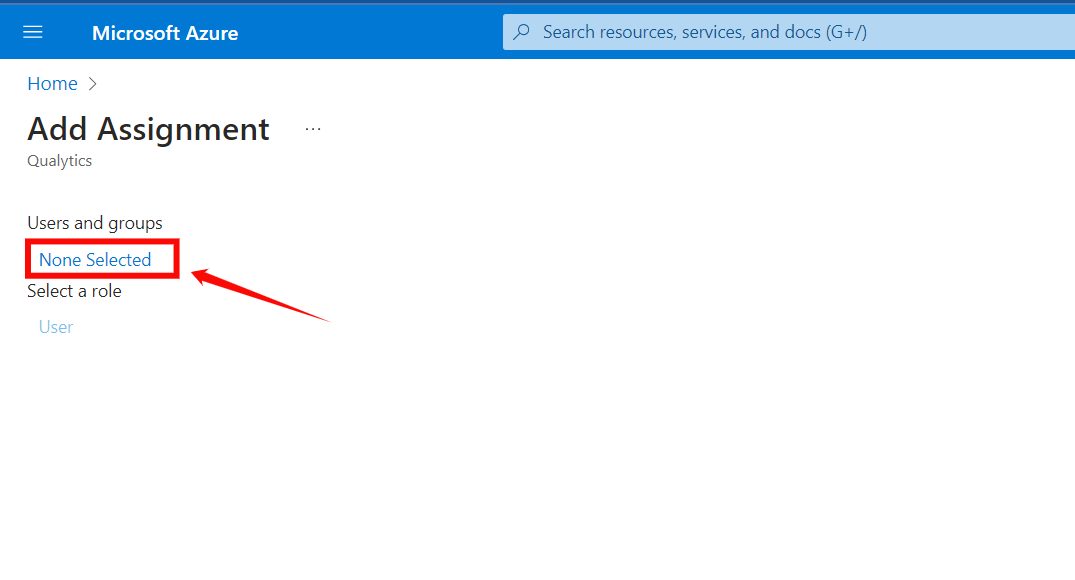 Microsoft Azure
Search resources, services, and docs (G+/)
Home
Add Assignment ...
Qualytics
Users and groups
None Selected
Select a role
User